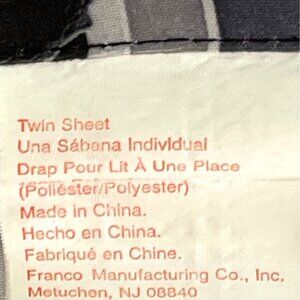 Twin Sheet
Una Sábana Individual
Drap Pour Lit À Une Place
(Poliéster/Polyester)
Made in China.
Hecho en China.
Fabriqué en Chine.
Franco Manufacturing Co., Inc.
Metuchen, NJ 08840